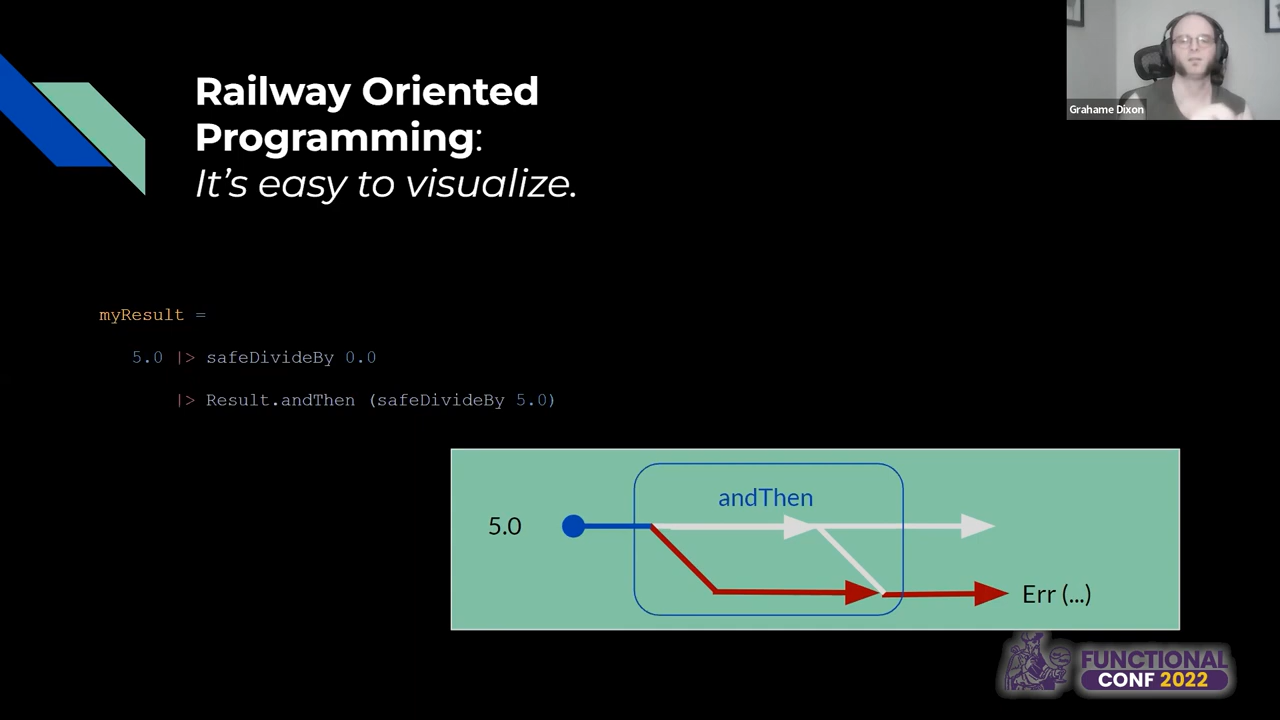 Railway Oriented
Programming:
It's easy to visualize.
Grahame Dixon
myResult =
5.0 |> safeDivideBy 0.0
|> Result.andThen (safeDivideBy 5.0)
andThen
5.0
Err (...)
FUNCTIONAL
CONF 2022